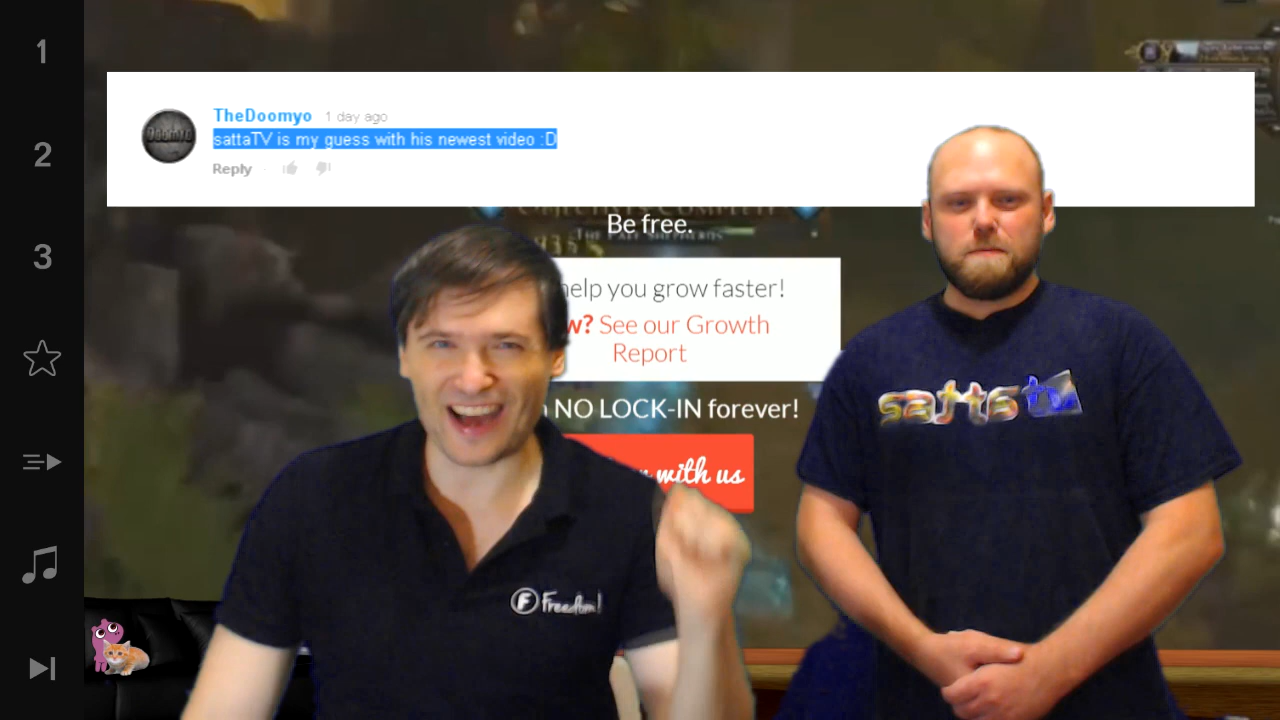 1
2
3
TheDoomyo 1 day ago
sattaTV is my guess with his newest video :D
Reply
Be free.
help you grow faster!
See our Growth
Report
NO LOCK-IN forever!
with us
satta tv
F Freedom!